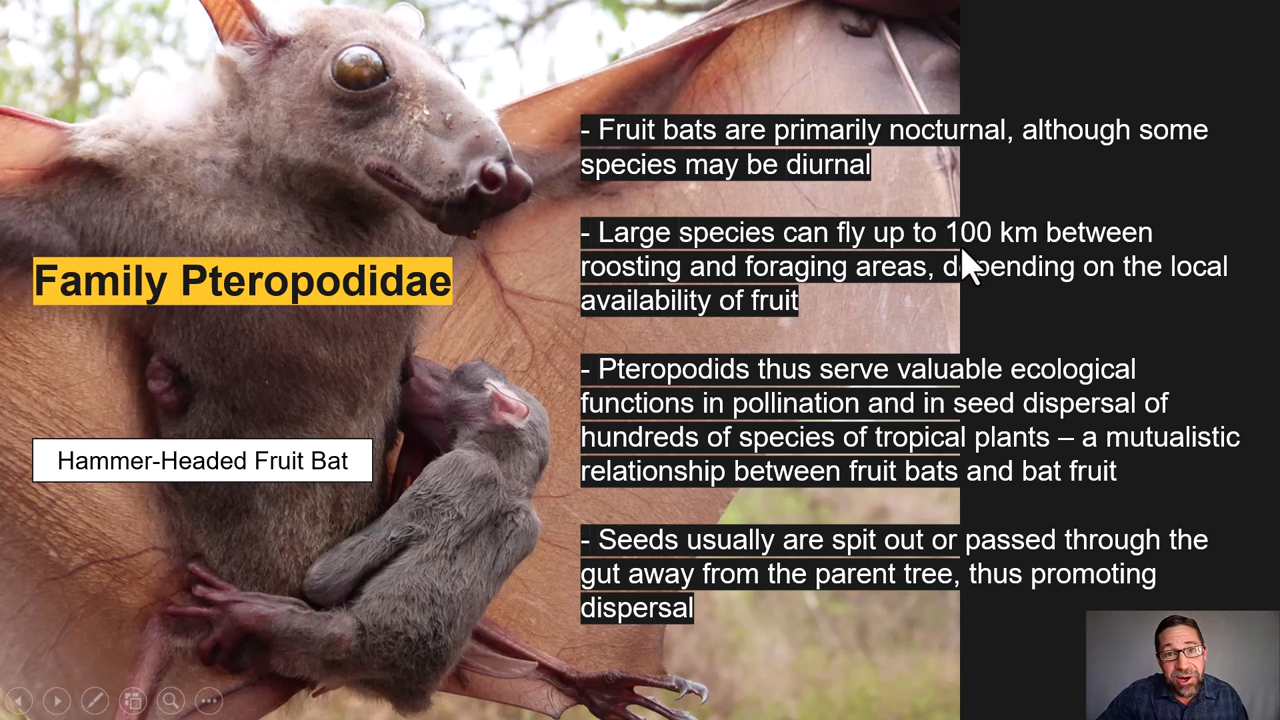 Family Pteropodidae
Hammer-Headed Fruit Bat
- Fruit bats are primarily nocturnal, although some
species may be diurnal
- Large species can fly up to 100 km between
roosting and foraging areas, depending on the local
availability of fruit
- Pteropodids thus serve valuable ecological
functions in pollination and in seed dispersal of
hundreds of species of tropical plants – a mutualistic
relationship between fruit bats and bat fruit
- Seeds usually are spit out or passed through the
gut away from the parent tree, thus promoting
dispersal